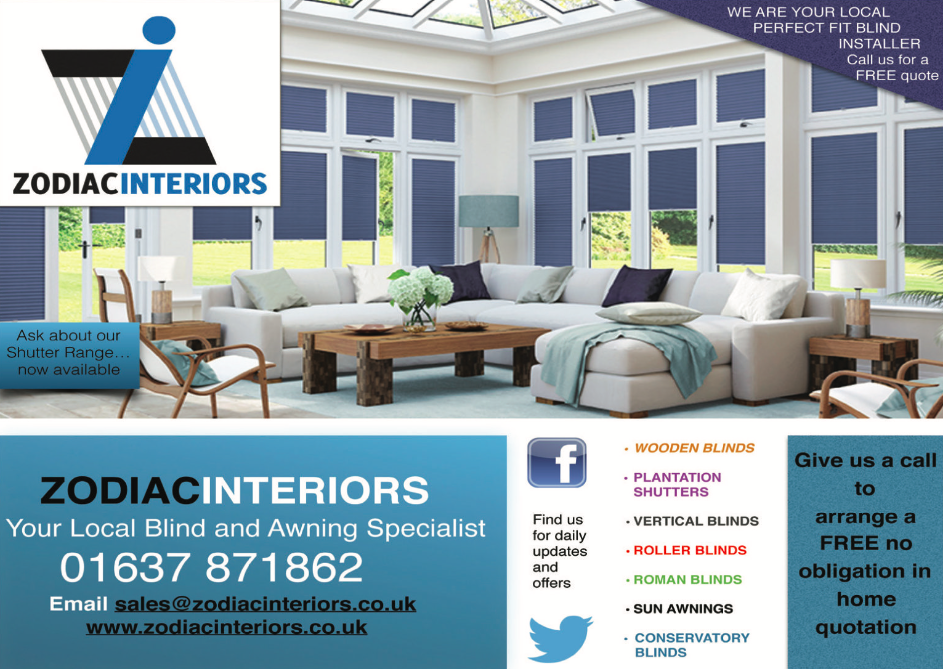 WE ARE YOUR LOCAL
PERFECT FIT BLIND
INSTALLER
Call us for a
FREE quote
ZODIACINTERIORS
Ask about our
Shutter Range...
now available
ZODIACINTERIORS
Your Local Blind and Awning Specialist
01637 871862
Email sales@zodiacinteriors.co.uk
www.zodiacinteriors.co.uk
f
Find us
for daily
updates
and
offers
• WOODEN BLINDS
• PLANTATION
SHUTTERS
• VERTICAL BLINDS
• ROLLER BLINDS
• ROMAN BLINDS
• SUN AWNINGS
• CONSERVATORY
BLINDS
Give us a call
to
arrange a
FREE no
obligation in
home
quotation